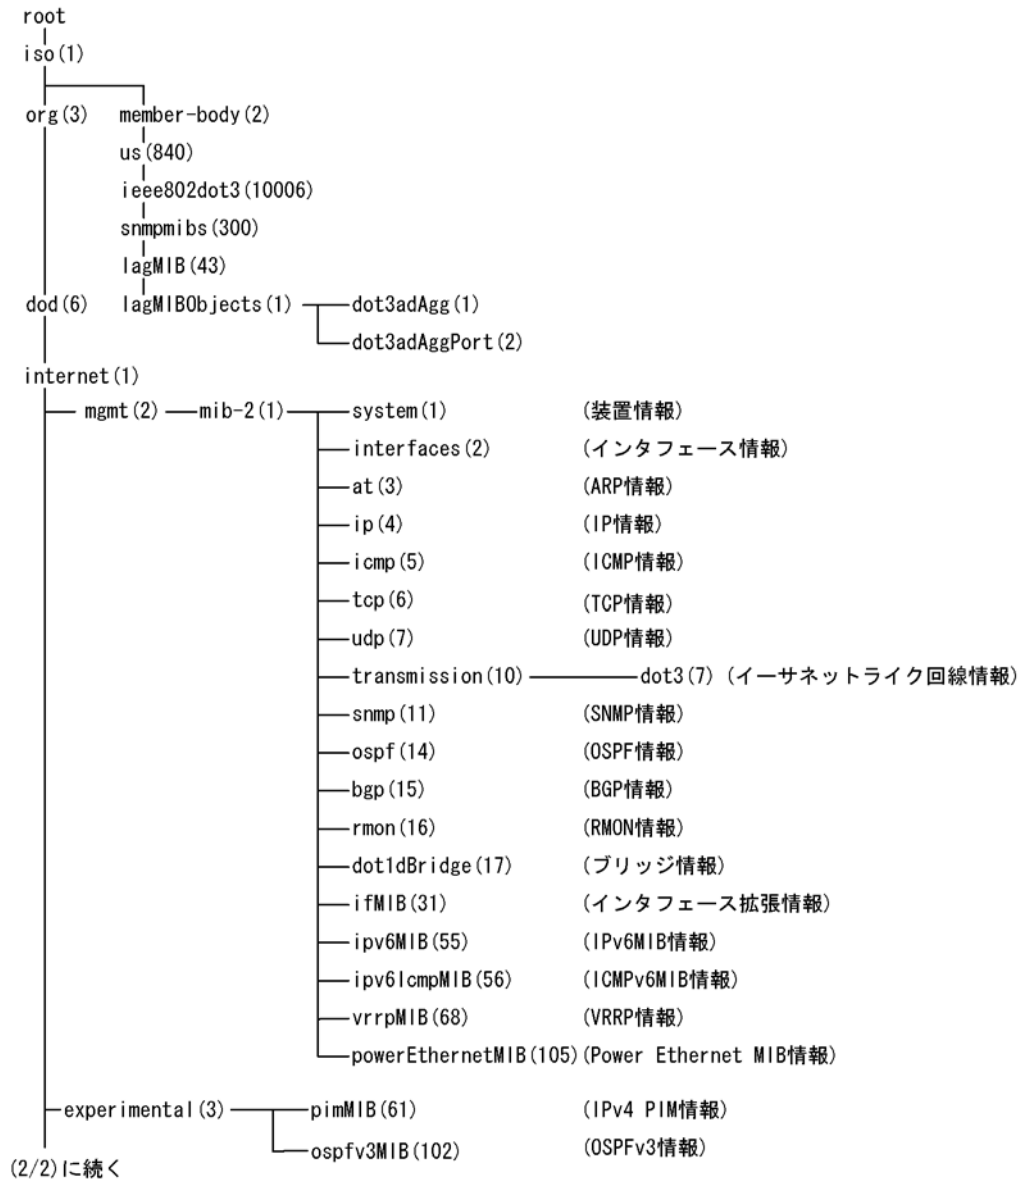 root
iso(1)
org(3) member-body(2)
us(840)
ieee802dot3(10006)
snmpmibs(300)
lagMIB(43)
dod(6) lagMIBObjects(1) dot3adAgg(1)
dot3adAggPort(2)
internet(1)
mgmt(2) mib-2(1) system(1) (装置情報)
interfaces(2) (インタフェース情報)
at(3) (ARP情報)
ip(4) (IP情報)
icmp(5) (ICMP情報)
tcp(6) (TCP情報)
udp(7) (UDP情報)
transmission(10) dot3(7) (イーサネットライク回線情報)
snmp(11) (SNMP情報)
ospf(14) (OSPF情報)
bgp(15) (BGP情報)
rmon(16) (RMON情報)
dot1dBridge(17) (ブリッジ情報)
ifMIB(31) (インタフェース拡張情報)
ipv6MIB(55) (IPv6MIB情報)
ipv6IcmpMIB(56) (ICMPv6MIB情報)
vrrpMIB(68) (VRRP情報)
powerEthernetMIB(105) (Power Ethernet MIB情報)
experimental(3) pimMIB(61) (IPv4 PIM情報)
ospfv3MIB(102) (OSPFv3情報)
(2/2)に続く